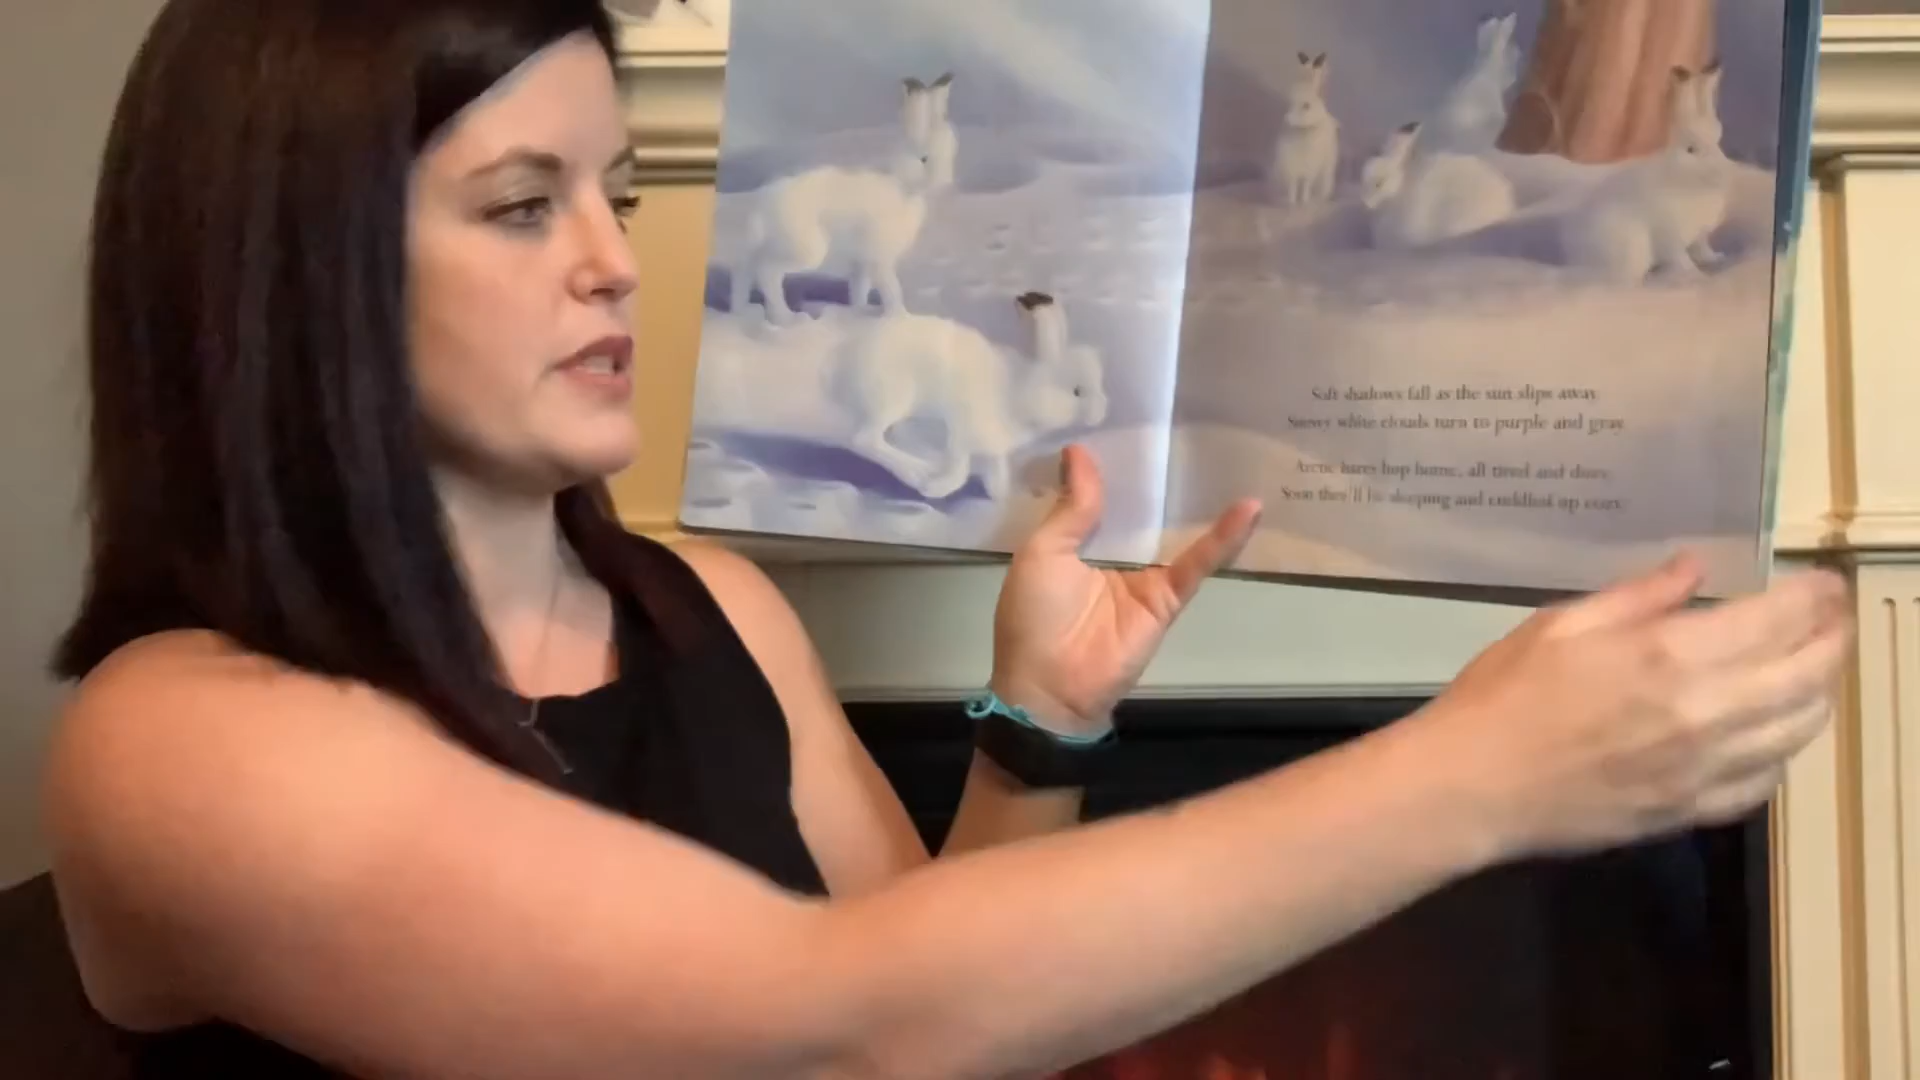 Soft shadows fall as the sun slips away.
Snowy white clouds turn to purple and gray.
Arctic hares hop home, all tired and dozy.
Soon they'll be sleeping and cuddled up cozy.